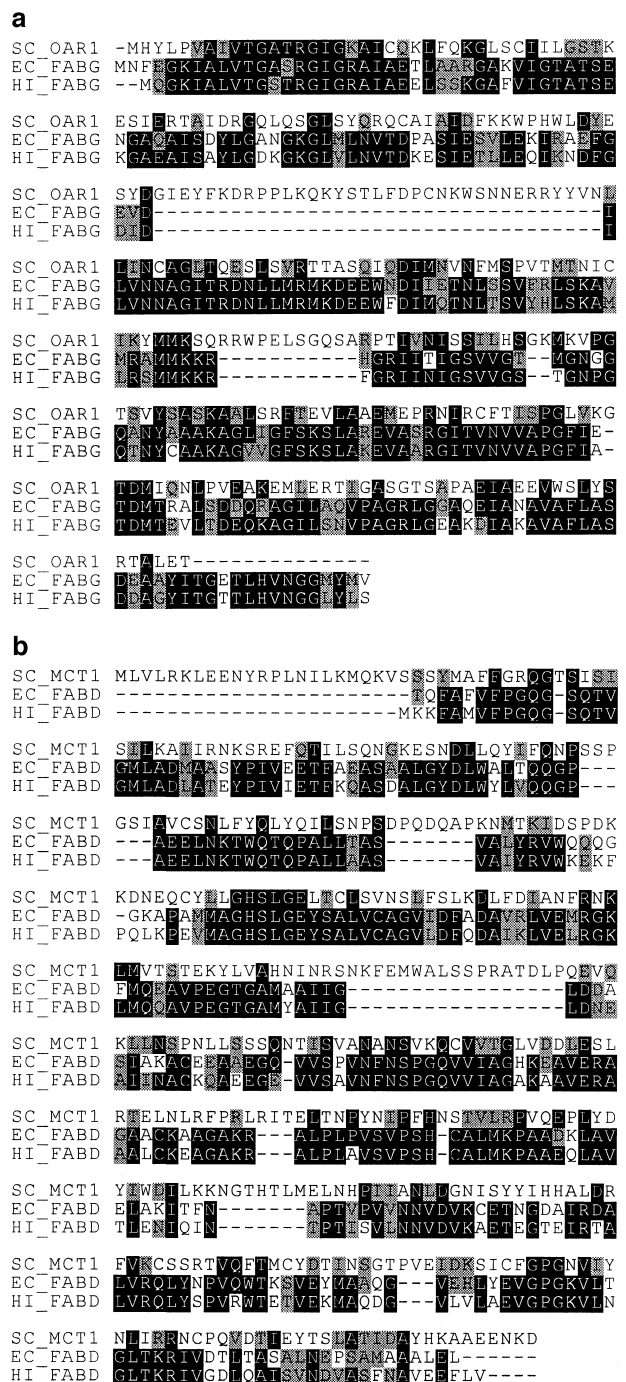 a
SC_OAR1 -MHYLPVAIVTGATRGIGKAICQKLFQKGLSCIILGSTK
EC_FABG MNFEGKIALVTGASRGIGRAIAETLAARGAKVIGTATSE
HI_FABG --MQGKIALVTGSTRGIGRAIAEELSSKGAFVIGTATSE
SC_OAR1 ESIERTAIDRGQLQSGLSYQRQCAIAIDFKKWPHWLDYE
EC_FABG NGAQAISDYLGANGKGLMLNVTDPASIESVLEKIRAEFG
HI_FABG KGAEAISAYLGDKGKGLVLNVTDKESIETLLEQIKNDFG
SC_OAR1 SYDGIEYFKDRPPLKQKYSTLFDPCNKWSNNERRYYVNL
EC_FABG EVD-----------------------------------I
HI_FABG DID-----------------------------------I
SC_OAR1 LINCAGLTQESLSVRTTASQIQDIMNVNFMSPVTMTNIC
EC_FABG LVNNAGITRDNLLMRMKDEEWNDIIETNLSSVFRLSKAV
HI_FABG LVNNAGITRDNLLMRMKDEEWFDIMQTNLTSVYHLSKAM
SC_OAR1 IKYMMKSQRRWPELSGQSARPTIVNISSILHSGKMKVPG
EC_FABG MRAMMKKR-----------HGRIITIGSVVGT--MGNGG
HI_FABG LRSMMKKR-----------FGRIINIGSVVGS--TGNPG
SC_OAR1 TSVYSASKAALSRFTEVLAAEMEPRNIRCFTISPGLVKG
EC_FABG QANYAAAKAGLIGFSKSLAREVASRGITVNVVAPGFIE-
HI_FABG QTNYCAAKAGVVGFSKSLAKEVAARGITVNVVAPGFIA-
SC_OAR1 TDMIQNLPVEAKEMLERTIGASGTSAPAEIAEEVWSLYS
EC_FABG TDMTRALSDDQRAGILAQVPAGRLGGAQEIANAVAFLAS
HI_FABG TDMTEVLTDEQKAGILSNVPAGRLGEAKDIAKAVAFLAS
SC_OAR1 RTALET--------------
EC_FABG DEAAYITGETLHVNGGMYMV
HI_FABG DDAGYITGTTLHVNGGLYLS
b
SC_MCT1 MLVLRKLEENYRPLNILKMQKVSSSYMAFFGRQGTSISI
EC_FABD -----------------------TQFAFVFPGQG-SQTV
HI_FABD ----------------------MKKFAMVFPGQG-SQTV
SC_MCT1 SILKAIIRNKSREFQTILSQNGKESNDLLQYIFQNPSSP
EC_FABD GMLADMAASYPIVEETFAEASAALGYDLWALTQQGP---
HI_FABD GMLADLATEYPIVIETFKQASDALGYDLWYLVQQGP---
SC_MCT1 GSIAVCSNLFYQLYQILSNPSDPQDQAPKNMTKIDSPDK
EC_FABD ---AEELNKTWQTQPALLTAS-------VALYRVWQQQG
HI_FABD ---AEELNKTWQTQPALLAAS-------VAIYRVWKEKF
SC_MCT1 KDNEQCYLLGHSLGELTCLSVNSLFSLKDLFDIANFRNK
EC_FABD -GKAPAMMAGHSLGEYSALVCAGVIDFADAVRLVEMRGK
HI_FABD PQLKPEVMAGHSLGEYSALVCAGVLDFQDAIKLVELRGK
SC_MCT1 LMVTSTEKYLVAHNINRSNKFEMWALSSPRATDLPQEVQ
EC_FABD FMQEAVPEGTGAMAAIIG-----------------LDDA
HI_FABD LMQQAVPEGTGAMYAIIG-----------------LDNE
SC_MCT1 KLLNSPNLLSSSQNTISVANANSVKQCVVTGLVDDLESL
EC_FABD SIAKACEEAAEGQ-VVSPVNFNSPGQVVIAGHKEAVERA
HI_FABD AIINACKQAEEGE-VVSAVNFNSPGQVVIAGAKAAVERA
SC_MCT1 RTELNLRFPRLRITELTNPYNIPFHNSTVLRPVQEPLYD
EC_FABD GAACKAAGAKR---ALPLPVSVPSH-CALMKPAADKLAV
HI_FABD AALCKEAGAKR---ALPLAVSVPSH-CALMKPAAEQLAV
SC_MCT1 YIWDILKKNGTHTLMELNHPIIANLDGNISYYIHHALDR
EC_FABD ELAKITFN-------APTVPVVNNVDVKCETNGDAIRDA
HI_FABD TLENIQIN-------TPTISVLNNVDVKAETEGTEIRTA
SC_MCT1 FVKCSSRTVQFTMCYDTINSGTPVEIDKSICFGPGNVIY
EC_FABD LVRQLYNPVQWTKSVEYMAAQG---VEHLYEVGPGKVLT
HI_FABD LVRQLYSPVRWTETVEKMAQDG---VLVLAEVGPGKVLN
SC_MCT1 NLIRRNCPQVDTIEYTSLATIDAYHKAAEENKD
EC_FABD GLTKRIVDTLTASALNEPSAMAAALEL------
HI_FABD GLTKRIVGDLQAISVNDVASFNAVEEFLV----